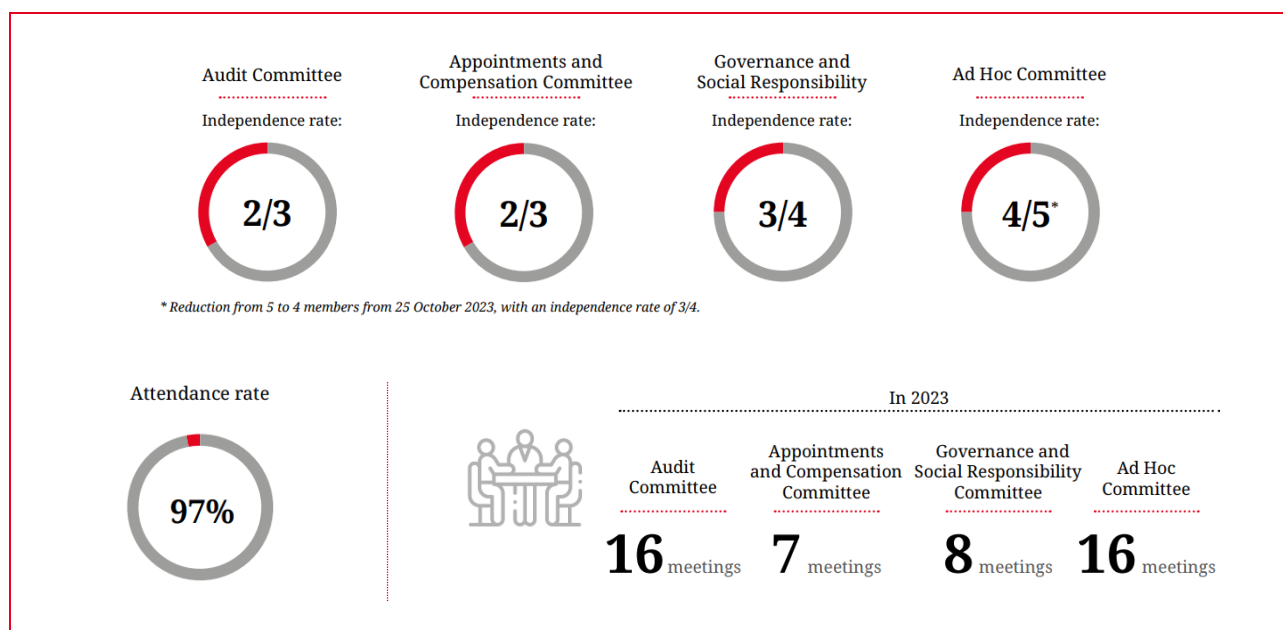 Audit Committee
Independence rate:
2/3
Appointments and
Compensation Committee
Independence rate:
2/3
Governance and
Social Responsibility
Independence rate:
3/4
Ad Hoc Committee
Independence rate:
4/5*
* Reduction from 5 to 4 members from 25 October 2023, with an independence rate of 3/4.
Attendance rate
97%
In 2023
Audit
Committee
16 meetings
Appointments
and Compensation
Committee
7 meetings
Governance and
Social Responsibility
Committee
8 meetings
Ad Hoc
Committee
16 meetings